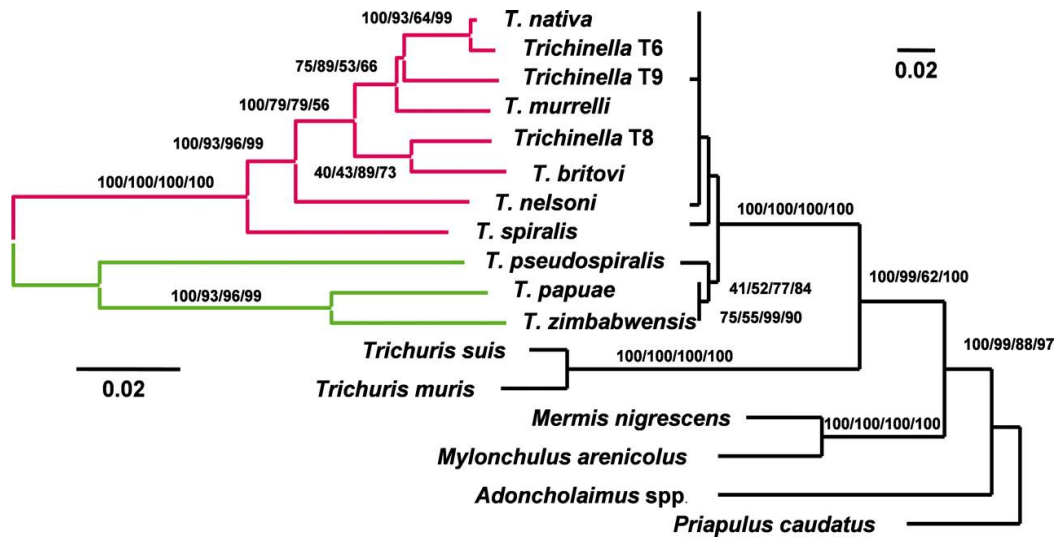 100/93/64/99
T. nativa
Trichinella T6
0.02
75/89/53/66
Trichinella T9
100/79/79/56
T. murrelli
100/93/96/99
Trichinella T8
40/43/89/73
T. britovi
100/100/100/100
T. nelsoni
100/100/100/100
T. spiralis
T. pseudospiralis
100/99/62/100
100/93/96/99
T. papuae
41/52/77/84
T. zimbabwensis
75/55/99/90
Trichuris suis
100/100/100/100
100/99/88/97
0.02
Trichuris muris
Mermis nigrescens
100/100/100/100
Mylonchulus arenicolus
Adoncholaimus spp.
Priapulus caudatus